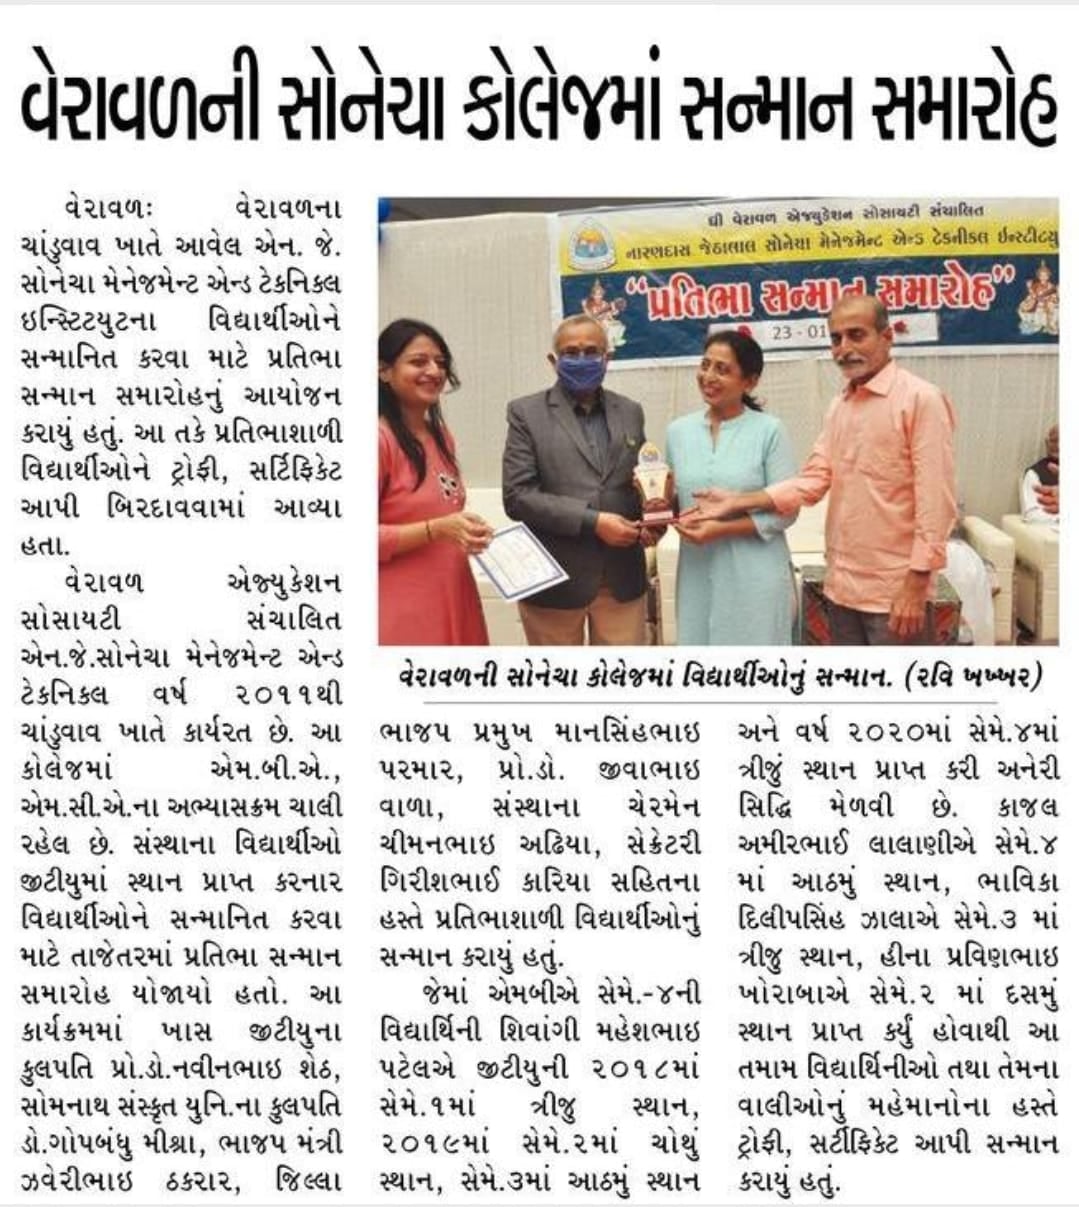 વેરાવળની સોનેચા કોલેજમાં સન્માન સમારોહ
વેરાવળઃ વેરાવળના
ચાંડુવાવ ખાતે આવેલ એન. જે.
સોનેચા મેનેજમેન્ટ એન્ડ ટેકનિકલ
ઇન્સ્ટિટયુટના વિદ્યાર્થીઓને
સન્માનિત કરવા માટે પ્રતિભા
સન્માન સમારોહનું આયોજન
કરાયું હતું. આ તકે પ્રતિભાશાળી
વિદ્યાર્થીઓને ટ્રોફી, સર્ટિફિકેટ
આપી બિરદાવવામાં આવ્યા
હતા.
વેરાવળ એજ્યુકેશન
સોસાયટી સંચાલિત
એન.જે.સોનેચા મેનેજમેન્ટ એન્ડ
ટેકનિકલ વર્ષ ૨૦૧૧થી
ચાંડુવાવ ખાતે કાર્યરત છે. આ
કોલેજમાં એમ.બી.એ.,
એમ.સી.એ.ના અભ્યાસક્રમ ચાલી
રહેલ છે. સંસ્થાના વિદ્યાર્થીઓ
જીટીયુમાં સ્થાન પ્રાપ્ત કરનાર
વિદ્યાર્થીઓને સન્માનિત કરવા
માટે તાજેતરમાં પ્રતિભા સન્માન
સમારોહ યોજાયો હતો. આ
કાર્યક્રમમાં ખાસ જીટીયુના
કુલપતિ પ્રો.ડો.નવીનભાઇ શેઠ,
સોમનાથ સંસ્કૃત યુનિ.ના કુલપતિ
ડો.ગોપબંધુ મીશ્રા, ભાજપ મંત્રી
ઝવેરીભાઇ ઠકરાર, જિલ્લા
ધી વેરાવળ એજ્યુકેશન સોસાયટી સંચાલિત
નારણદાસ જેઠાલાલ સોનેચા મેનેજમેન્ટ એન્ડ ટેકનીકલ ઇન્સ્ટીટ્યુ
"પ્રતિભા સન્માન સમારોહ"
23 - 01
વેરાવળની સોનેચા કોલેજમાં વિદ્યાર્થીઓનું સન્માન. (રવિ ખખ્ખર)
ભાજપ પ્રમુખ માનસિંહભાઇ
પરમાર, પ્રો.ડો. જીવાભાઇ
વાળા, સંસ્થાના ચેરમેન
ચીમનભાઇ અઢિયા, સેક્રેટરી
ગિરીશભાઈ કારિયા સહિતના
હસ્તે પ્રતિભાશાળી વિદ્યાર્થીઓનું
સન્માન કરાયું હતું.
જેમાં એમબીએ સેમે.-૪ની
વિદ્યાર્થિની શિવાંગી મહેશભાઇ
પટેલએ જીટીયુની ૨૦૧૮માં
સેમે.૧માં ત્રીજુ સ્થાન,
૨૦૧૯માં સેમે.૨માં ચોથું
સ્થાન, સેમે.૩માં આઠમું સ્થાન
અને વર્ષ ૨૦૨૦માં સેમે.૪માં
ત્રીજું સ્થાન પ્રાપ્ત કરી અનેરી
સિદ્ધિ મેળવી છે. કાજલ
અમીરભાઈ લાલાણીએ સેમે.૪
માં આઠમું સ્થાન, ભાવિકા
દિલીપસિંહ ઝાલાએ સેમે.૩ માં
ત્રીજુ સ્થાન, હીના પ્રવિણભાઇ
ખોરાબાએ સેમે.૨ માં દસમું
સ્થાન પ્રાપ્ત કર્યું હોવાથી આ
તમામ વિદ્યાર્થિનીઓ તથા તેમના
વાલીઓનું મહેમાનોના હસ્તે
ટ્રોફી, સર્ટીફિકેટ આપી સન્માન
કરાયું હતું.